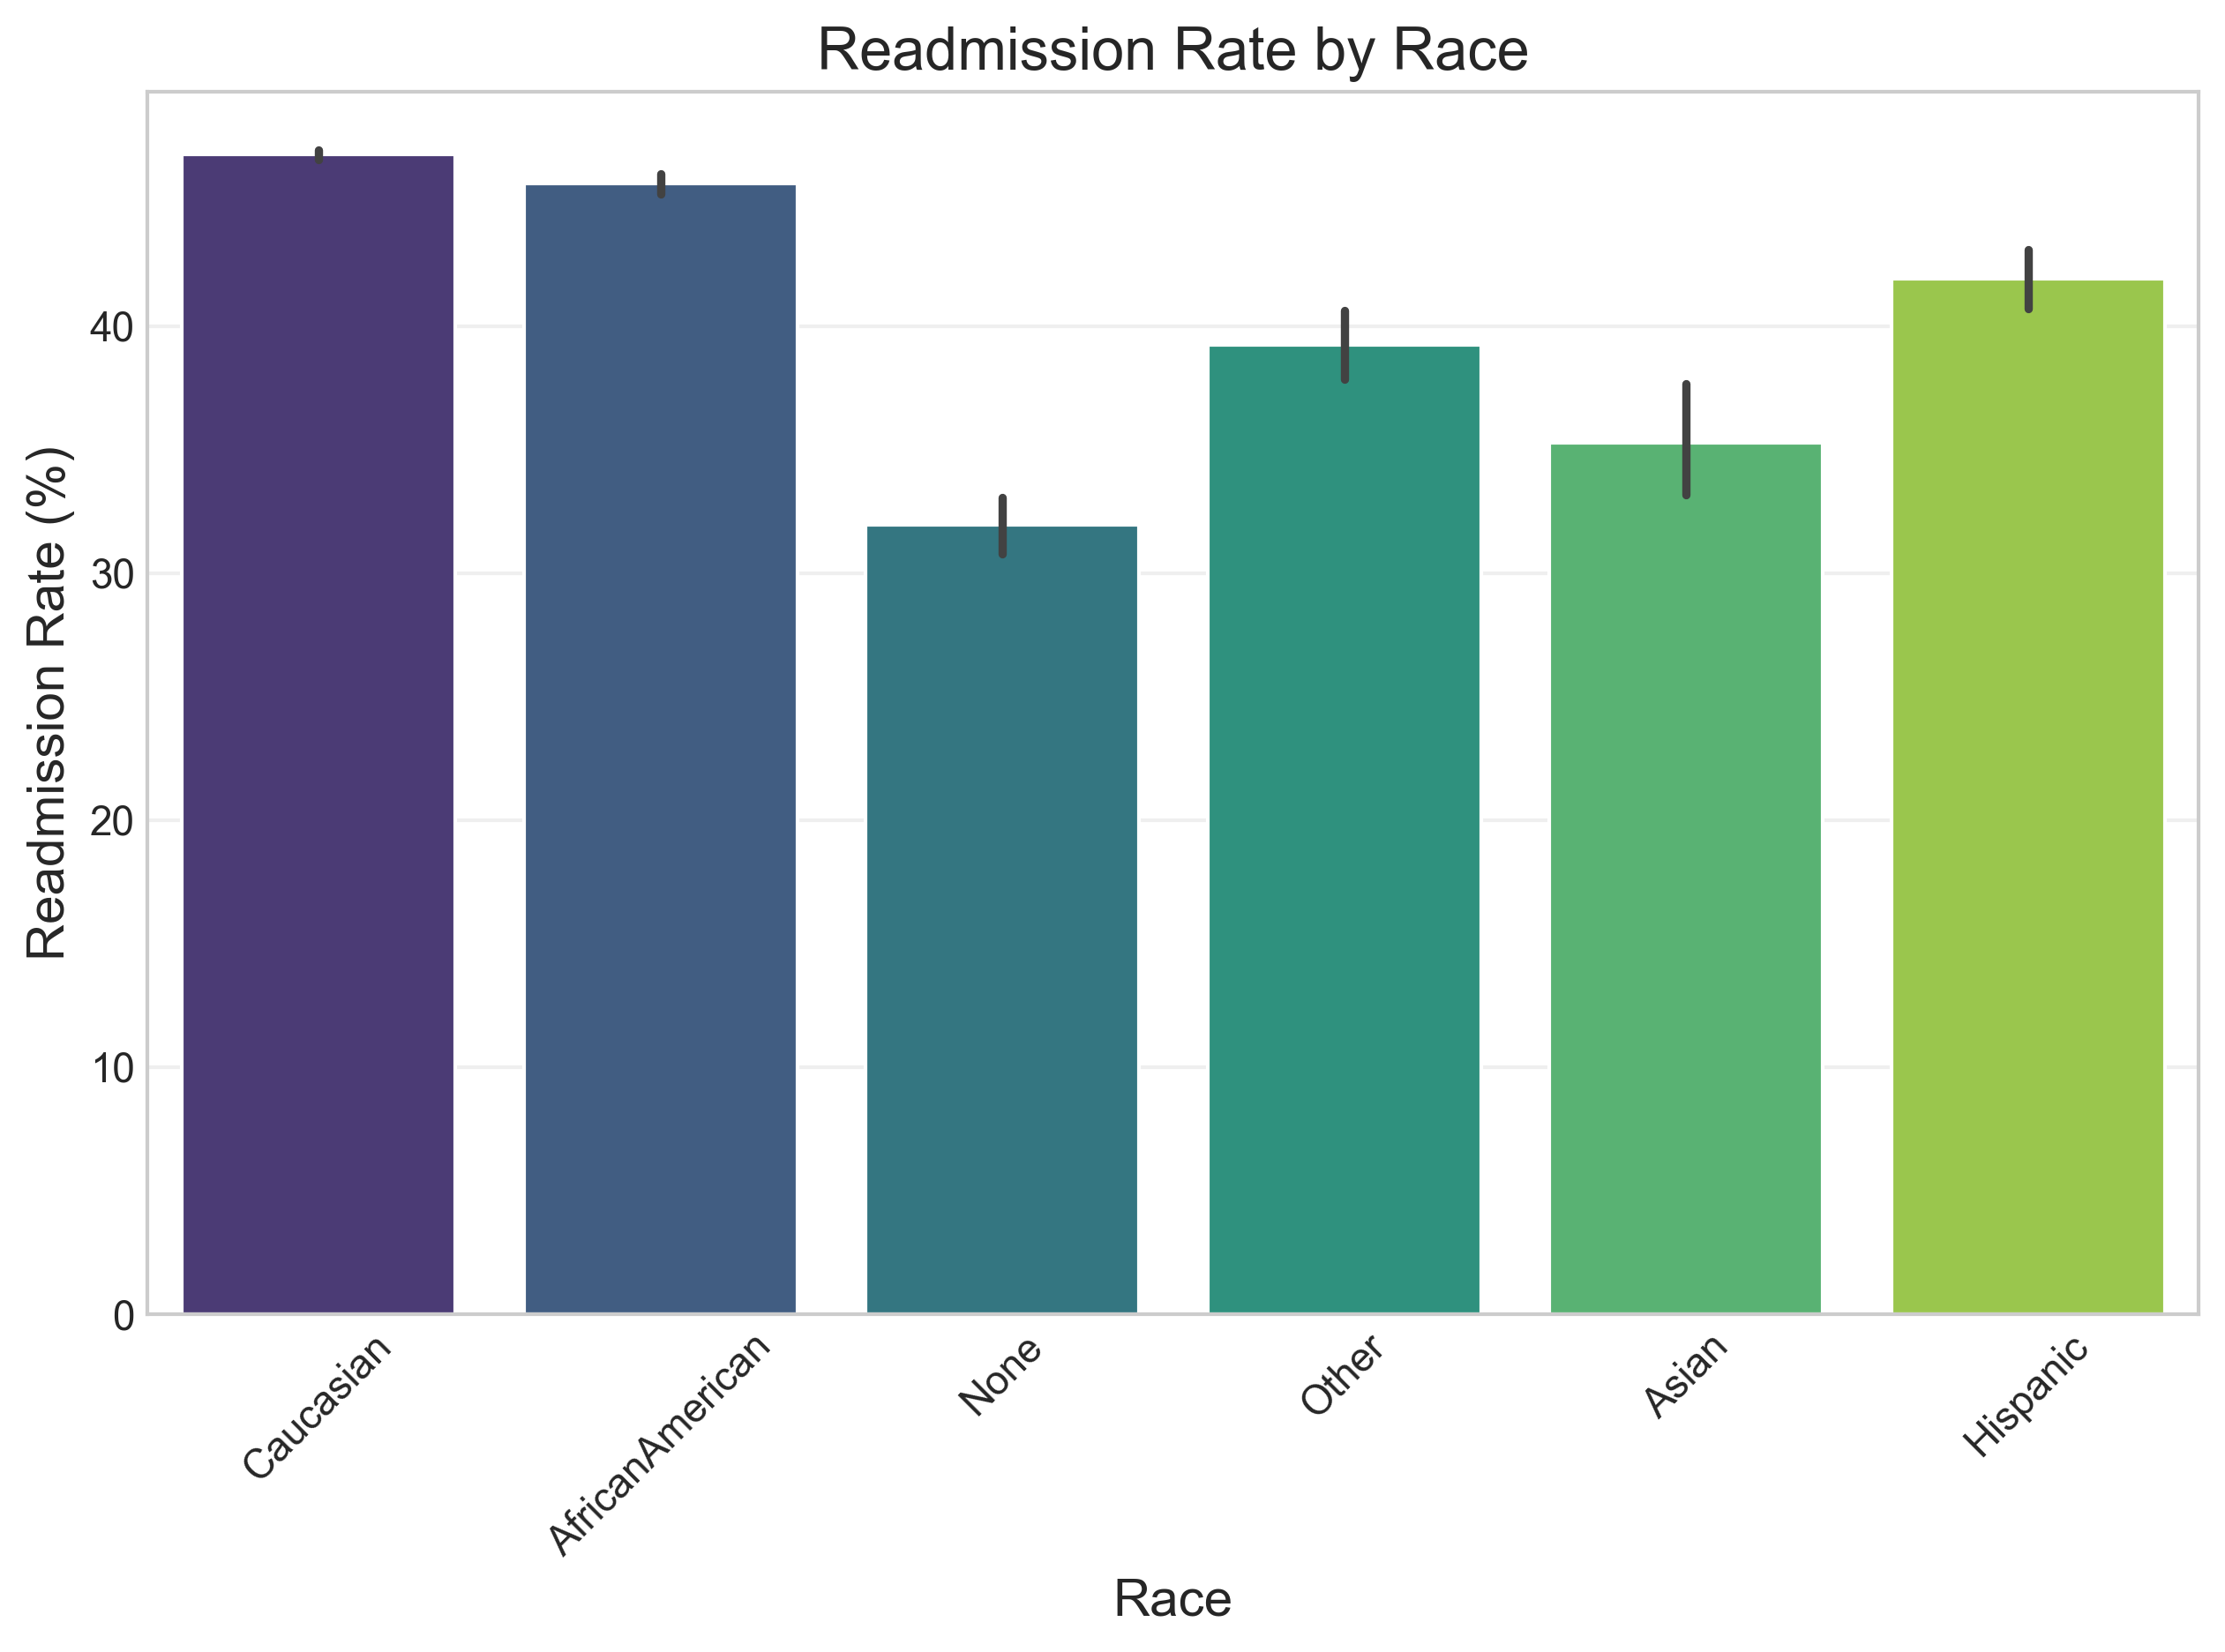 Readmission Rate by Race
Readmission Rate (%)
40
30
20
10
0
Caucasian
AfricanAmerican
None
Other
Asian
Hispanic
Race